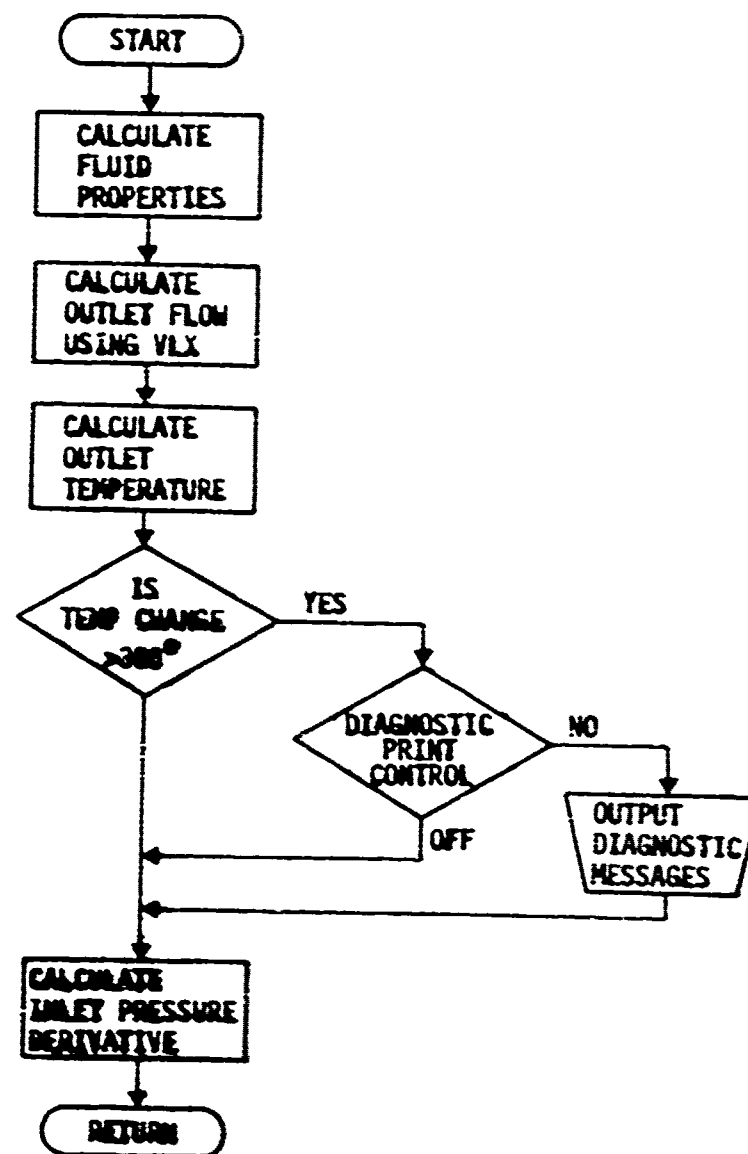 START
CALCULATE
FLUID
PROPERTIES
CALCULATE
OUTLET FLOW
USING VLX
CALCULATE
OUTLET
TEMPERATURE
IS
TEMP CHANGE
>300°
YES
DIAGNOSTIC
PRINT
CONTROL
NO
OFF
OUTPUT
DIAGNOSTIC
MESSAGES
CALCULATE
INLET PRESSURE
DERIVATIVE
RETURN